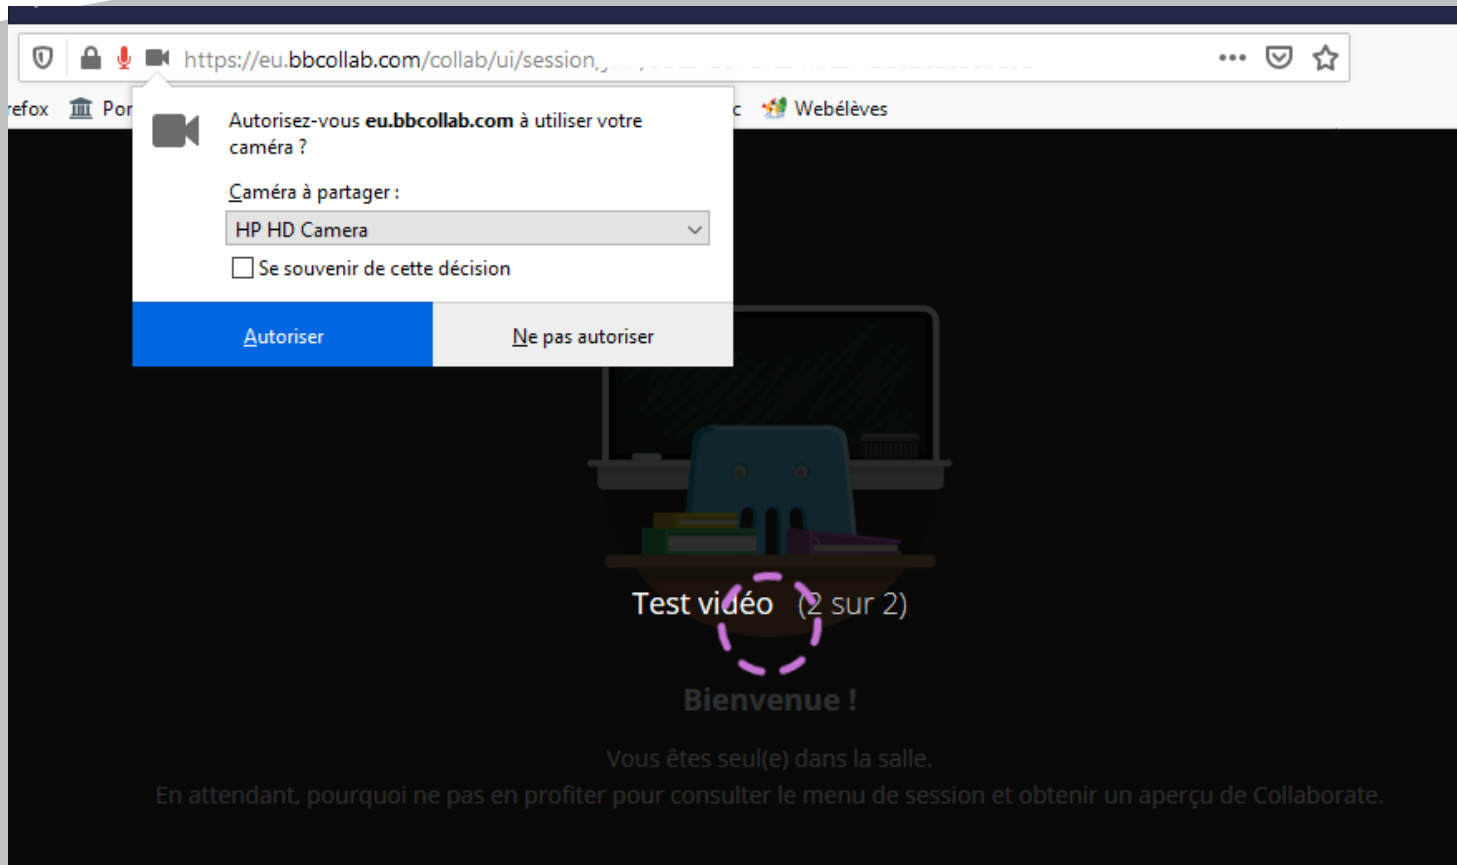 https://eu.bbcollab.com/collab/ui/session
refox Por c Webélèves
Autorisez-vous eu.bbcollab.com à utiliser votre
caméra ?
Caméra à partager :
HP HD Camera
Se souvenir de cette décision
Autoriser Ne pas autoriser
Test vidéo (2 sur 2)
Bienvenue !
Vous êtes seul(e) dans la salle.
En attendant, pourquoi ne pas en profiter pour consulter le menu de session et obtenir un aperçu de Collaborate.